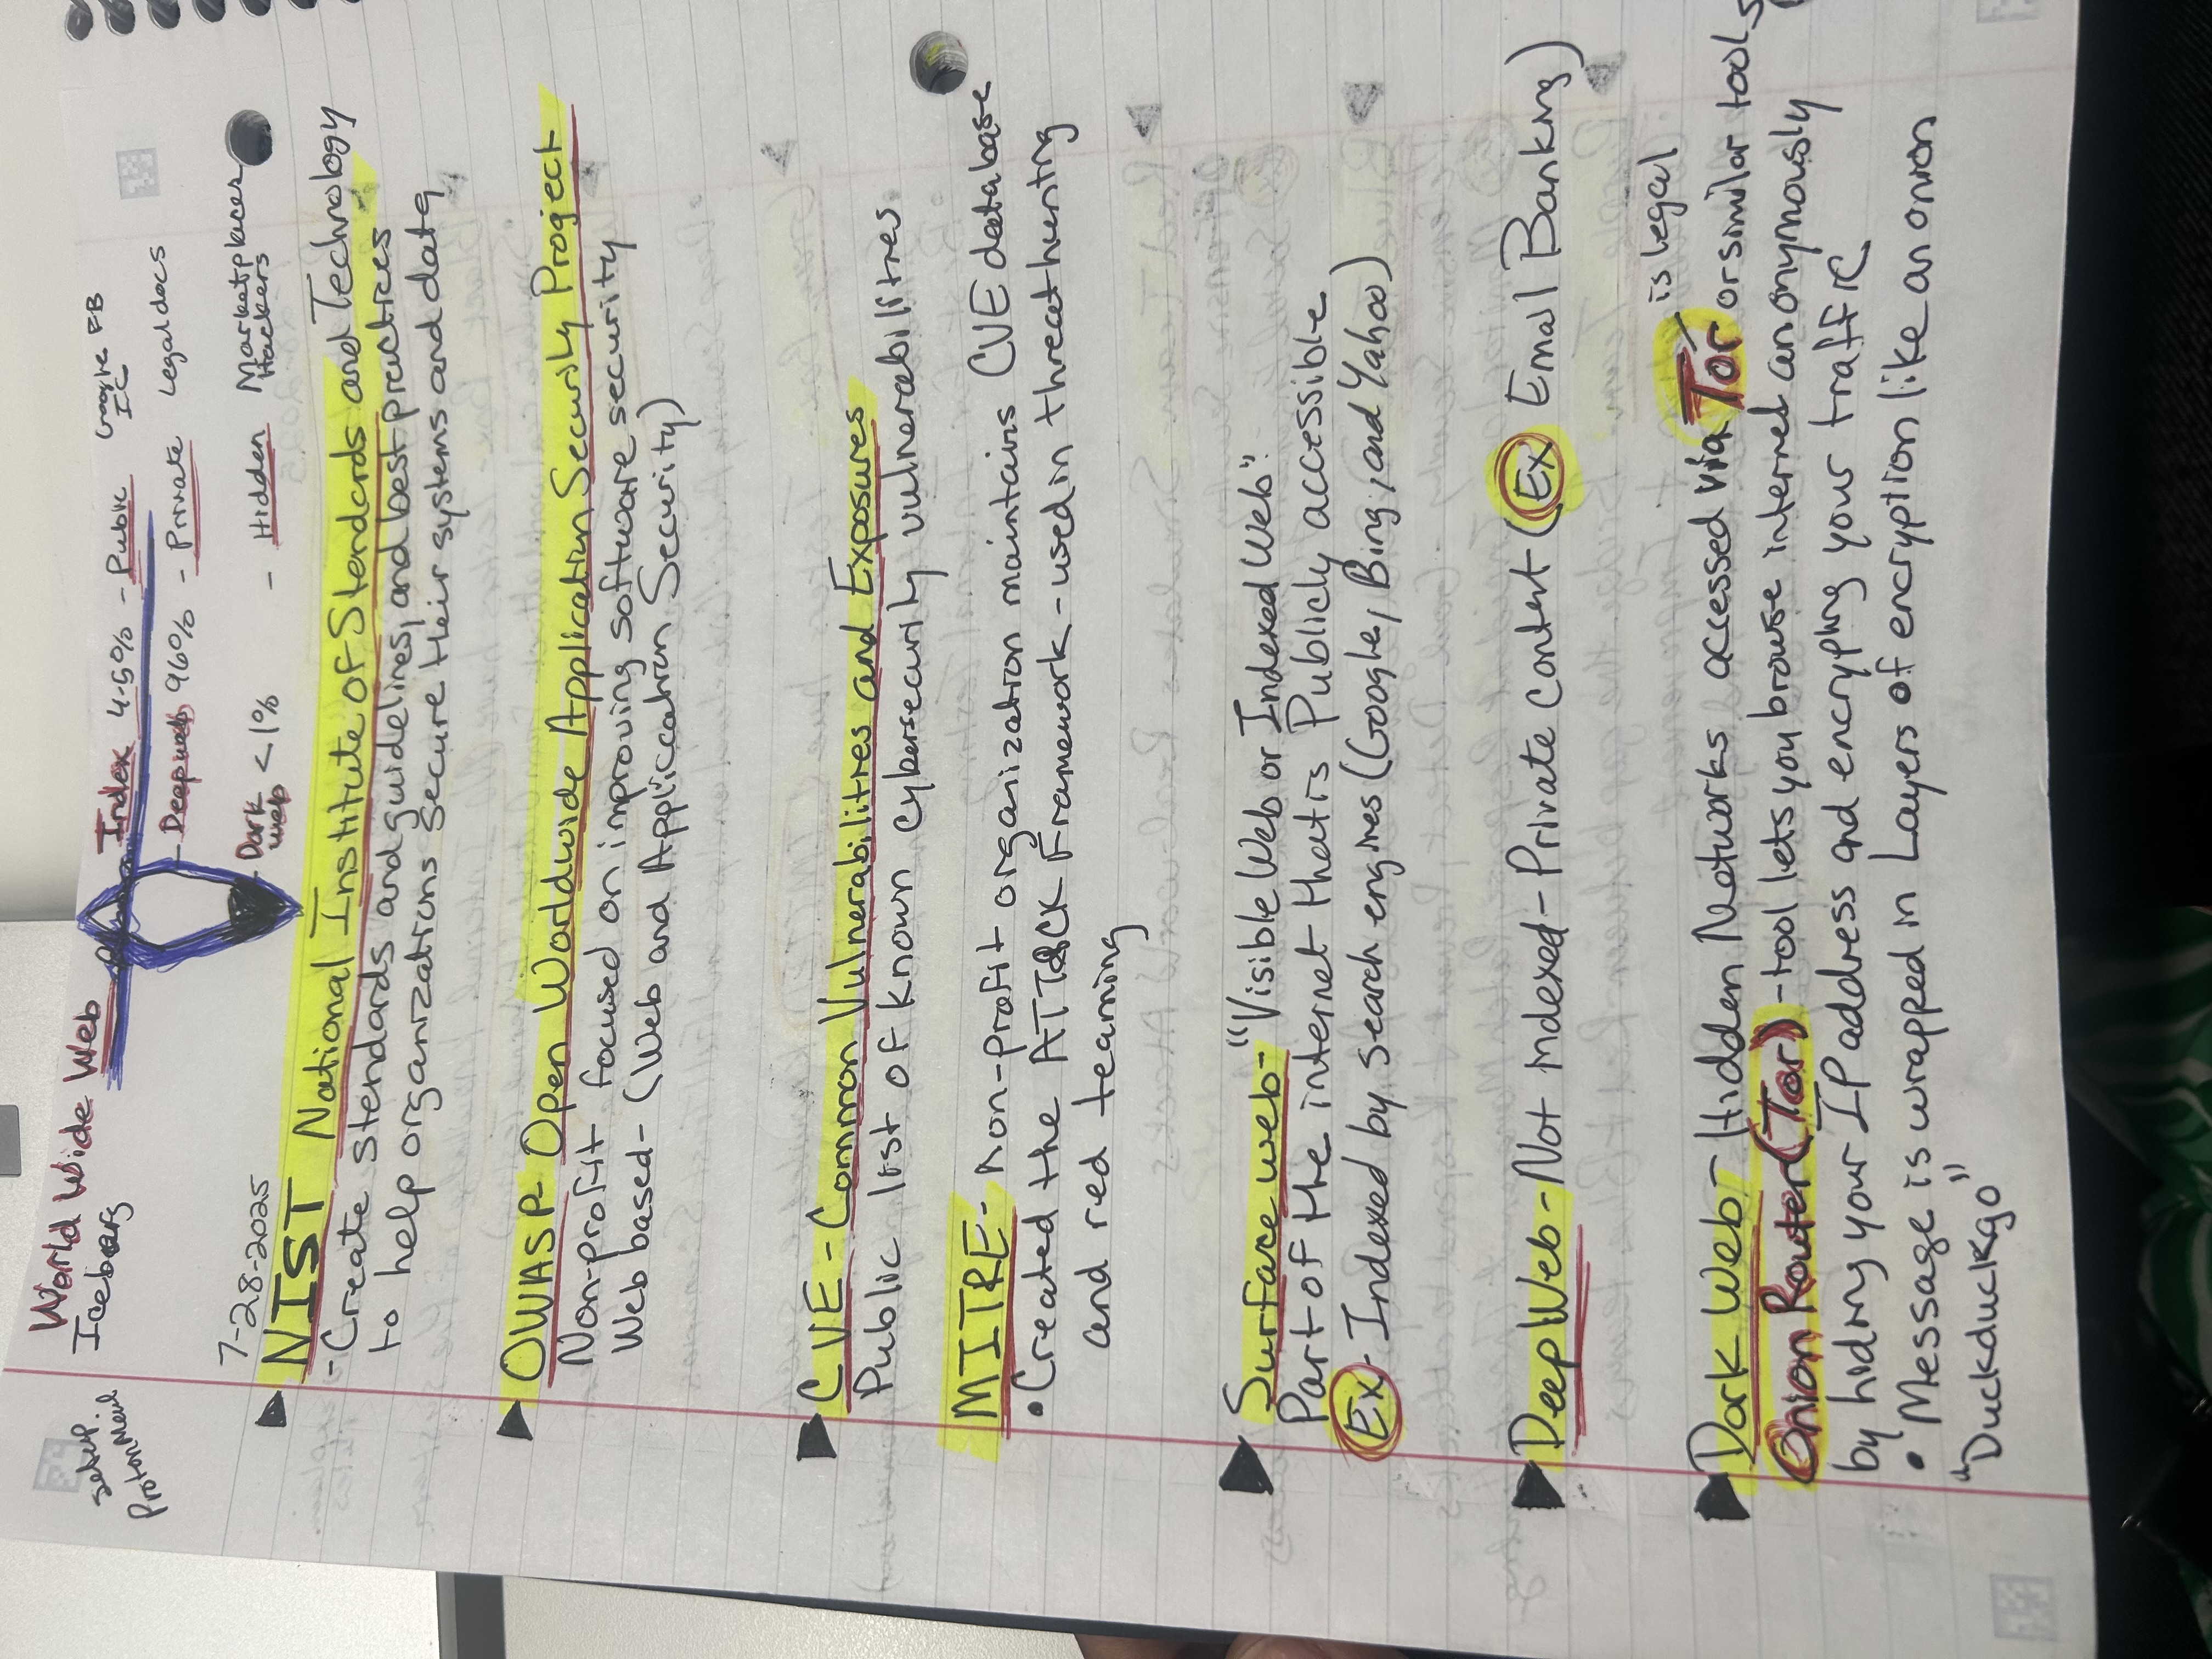 setup
ProtonMail
World Wide Web
Iceberg
Index 4-5% - Public Google FB
IG
- Deep web 96% - Private Legal docs
- Dark web <1% - Hidden Marketplaces
Hackers
7-28-2025
NIST National Institute of Standards and Technology
- Create standards and guidelines, and best practices
to help organizations secure their systems and data
OWASP- Open Worldwide Application Security Progject
Non-profit focused on improving software security
Web based- (Web and Appliccation Security)
CVE - Common Vulnerabilities and Exposures
Public list of known cybersecurity vulnerabilities
MITRE- Non-profit organization maintains CVE database
• Created the ATT&CK Framework - used in threat hunting
and red teaming
Surface web- "Visible Web or Indexed Web".
Part of the internet that is Publicly accessible
Ex- Indexed by search engines (Google, Bing, and Yahoo)
Deep Web - Not indexed - Private content (Ex Email Banking)
is legal
Dark Web - Hidden Networks accessed via Tor or similar tools
Onion Router (Tor) - tool lets you browse internet anonymously
by hiding your IP address and encrypting your traffic
• Message is wrapped in Layers of encryption like an onion
"Duckduckgo"